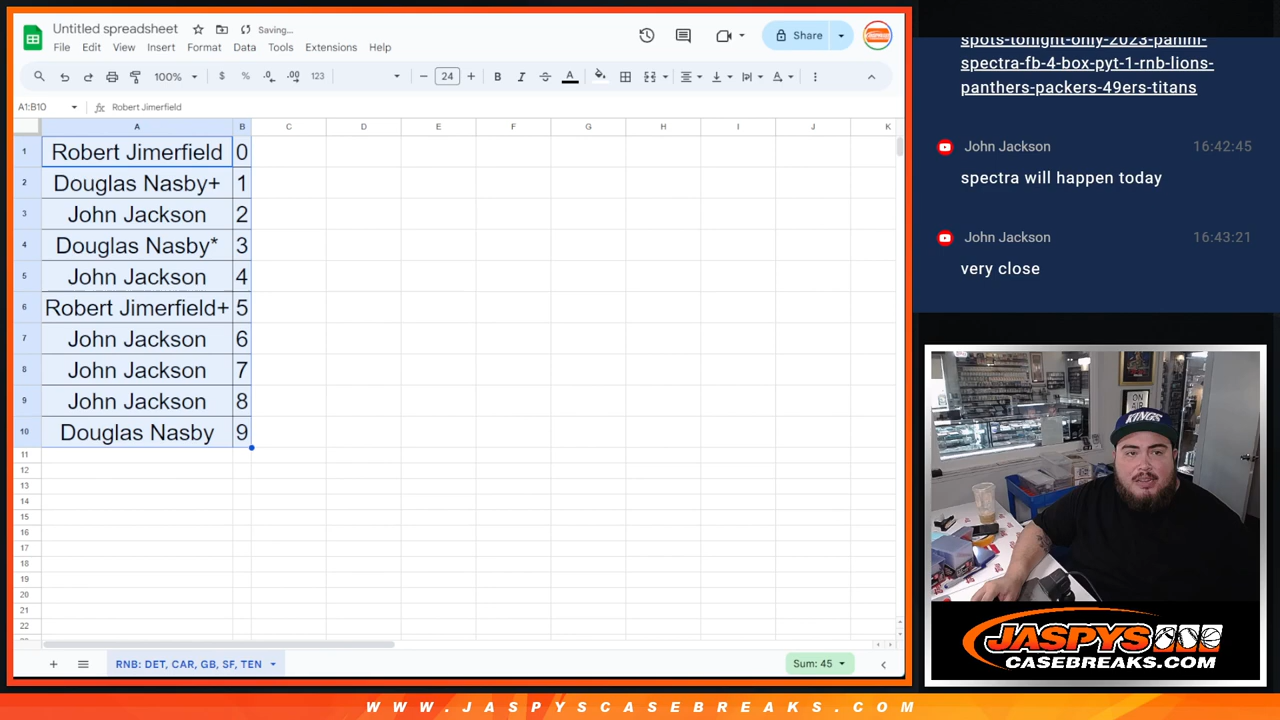 Untitled spreadsheet
Saving...
File Edit View Insert Format Data Tools Extensions Help
Share
100% $ % .0 .00 123 24 B I A
A1:B10 fx Robert Jimerfield
A B C D E F G H I J K
1 Robert Jimerfield 0
2 Douglas Nasby+ 1
3 John Jackson 2
4 Douglas Nasby* 3
5 John Jackson 4
6 Robert Jimerfield+ 5
7 John Jackson 6
8 John Jackson 7
9 John Jackson 8
10 Douglas Nasby 9
11
12
13
14
15
16
17
18
19
20
21
22
RNB: DET, CAR, GB, SF, TEN
Sum: 45
spots-tonight-only-2023-panini-
spectra-fb-4-box-pyt-1-rnb-lions-
panthers-packers-49ers-titans
John Jackson 16:42:45
spectra will happen today
John Jackson 16:43:21
very close
ON
AIR
KINGS
JASPYS
CASEBREAKS.COM
WWW.JASPYSCASEBREAKS.COM